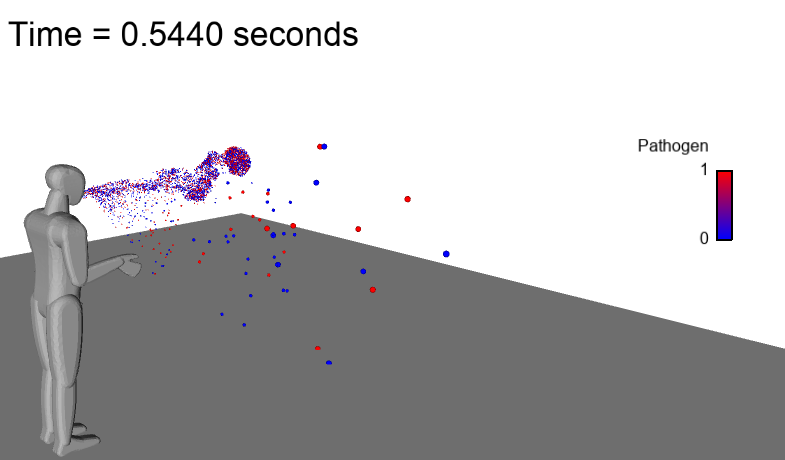 Time = 0.5440 seconds
Pathogen
1
0